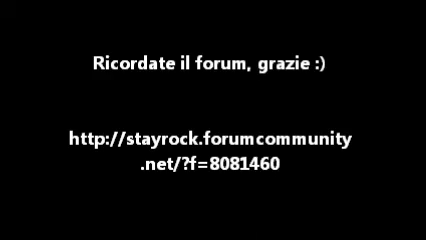 Ricordate il forum, grazie :)
http://stayrock.forumcommunity
.net/?f=8081460